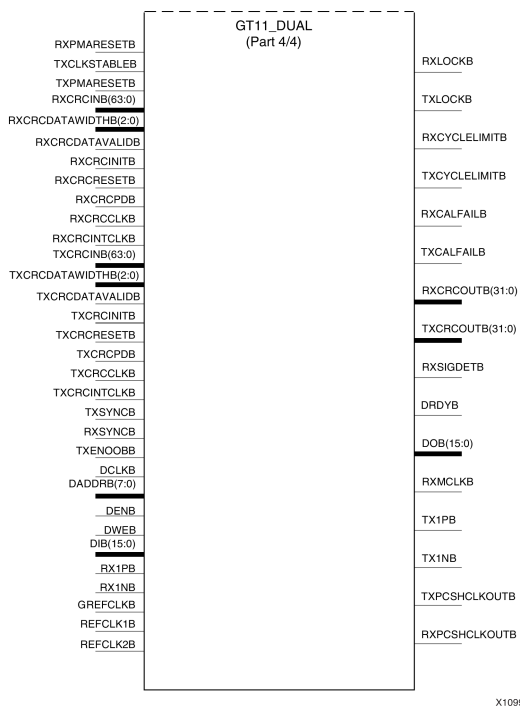 GT11_DUAL
(Part 4/4)
RXPMARESETB
TXCLKSTABLEB
TXPMARESETB
RXCRCINB(63:0)
RXCRCDATAWIDTHB(2:0)
RXCRCDATAVALIDB
RXCRCINITB
RXCRCRESETB
RXCRCPDB
RXCRCCLKB
RXCRCINTCLKB
TXCRCINB(63:0)
TXCRCDATAWIDTHB(2:0)
TXCRCDATAVALIDB
TXCRCINITB
TXCRCRESETB
TXCRCPDB
TXCRCCLKB
TXCRCINTCLKB
TXSYNCB
RXSYNCB
TXENOOBB
DCLKB
DADDRB(7:0)
DENB
DWEB
DIB(15:0)
RX1PB
RX1NB
GREFCLKB
REFCLK1B
REFCLK2B
RXLOCKB
TXLOCKB
RXCYCLELIMITB
TXCYCLELIMITB
RXCALFAILB
TXCALFAILB
RXCRCOUTB(31:0)
TXCRCOUTB(31:0)
RXSIGDETB
DRDYB
DOB(15:0)
RXMCLKB
TX1PB
TX1NB
TXPCSHCLKOUTB
RXPCSHCLKOUTB